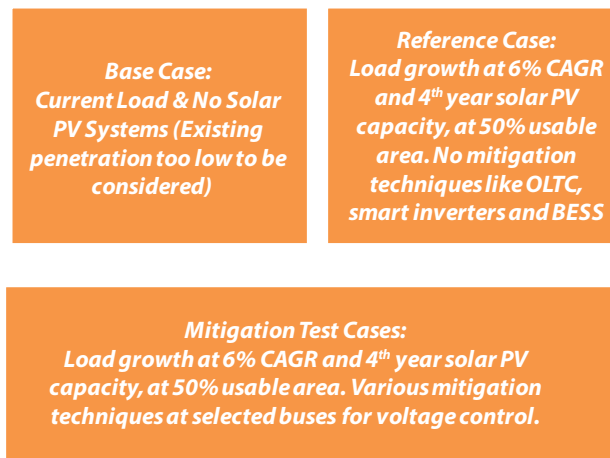 Base Case:
Current Load & No Solar
PV Systems (Existing
penetration too low to be
considered)
Reference Case:
Load growth at 6% CAGR
and 4th year solar PV
capacity, at 50% usable
area. No mitigation
techniques like OLTC,
smart inverters and BESS
Mitigation Test Cases:
Load growth at 6% CAGR and 4th year solar PV
capacity, at 50% usable area. Various mitigation
techniques at selected buses for voltage control.